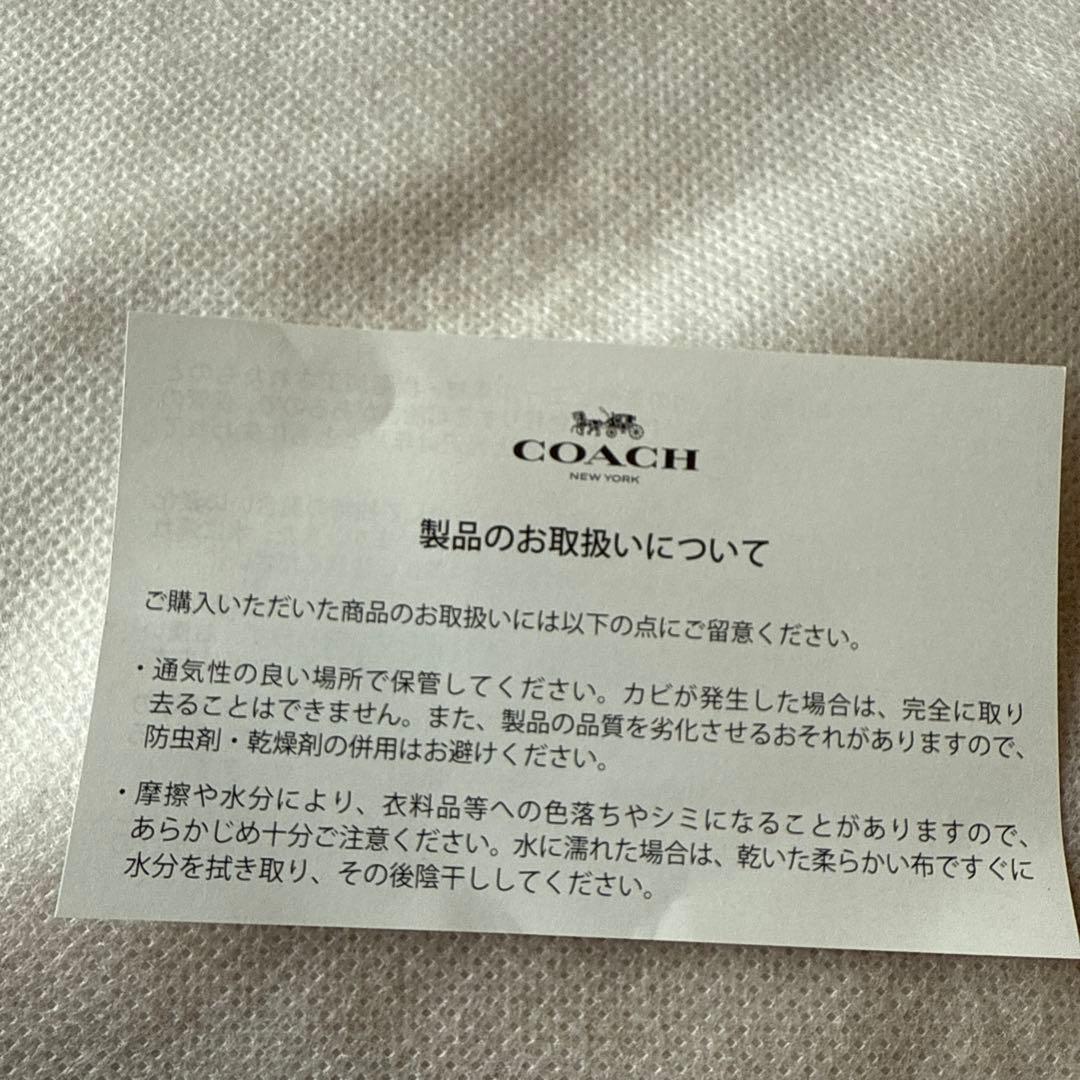 COACH
NEW YORK
製品のお取扱いについて
ご購入いただいた商品のお取扱いには以下の点にご留意ください。
・通気性の良い場所で保管してください。カビが発生した場合は、完全に取り
去ることはできません。また、製品の品質を劣化させるおそれがありますので、
防虫剤・乾燥剤の併用はお避けください。
・摩擦や水分により、衣料品等への色落ちやシミになることがありますので、
あらかじめ十分ご注意ください。水に濡れた場合は、乾いた柔らかい布ですぐに
水分を拭き取り、その後陰干ししてください。